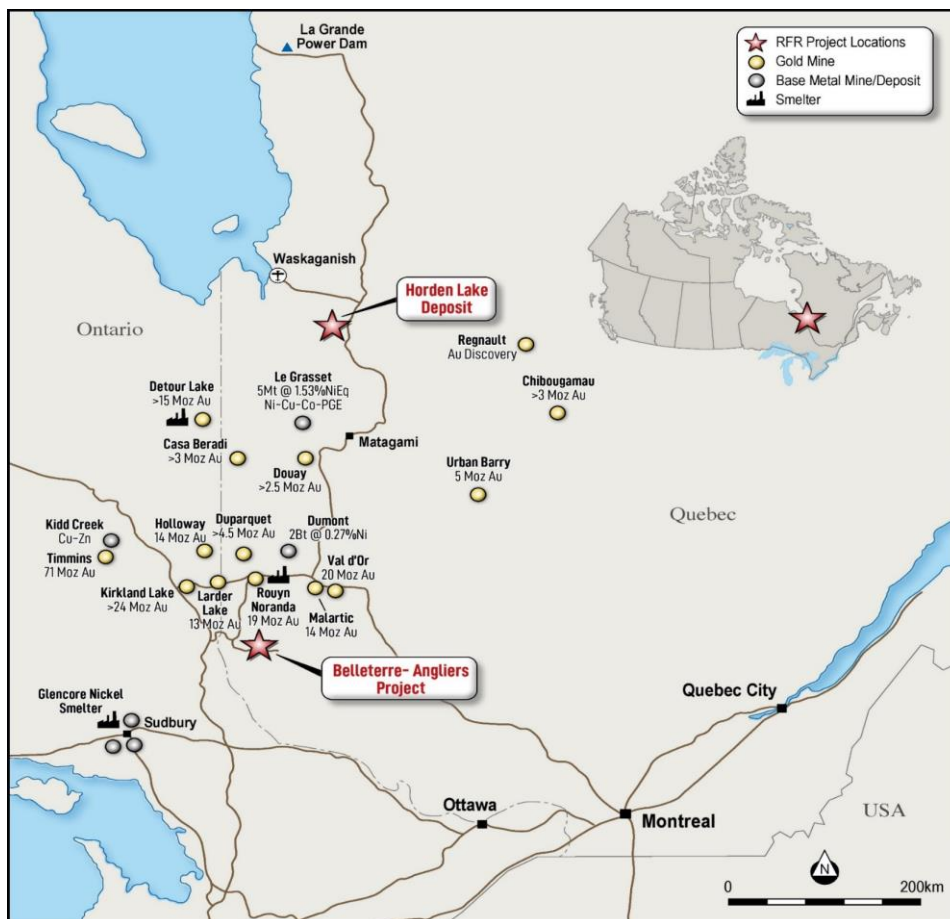 La Grande
Power Dam
RFR Project Locations
Gold Mine
Base Metal Mine/Deposit
Smelter
Waskaganish
Horden Lake
Deposit
Ontario
Regnault
Au Discovery
Le Grasset
5Mt @ 1.53%NiEq
Ni-Cu-Co-PGE
Detour Lake
>15 Moz Au
Chibougamau
>3 Moz Au
Matagami
Casa Beradi
>3 Moz Au
Douay
>2.5 Moz Au
Urban Barry
5 Moz Au
Quebec
Kidd Creek
Cu-Zn
Timmins
71 Moz Au
Holloway
14 Moz Au
Duparquet
>4.5 Moz Au
Dumont
2Bt @ 0.27%Ni
Val d'Or
20 Moz Au
Kirkland Lake
>24 Moz Au
Larder
Lake
13 Moz Au
Rouyn
Noranda
19 Moz Au
Malartic
14 Moz Au
Belleterre- Angliers
Project
Glencore Nickel
Smelter
Sudbury
Quebec City
Ottawa
Montreal
USA
N
0
200km